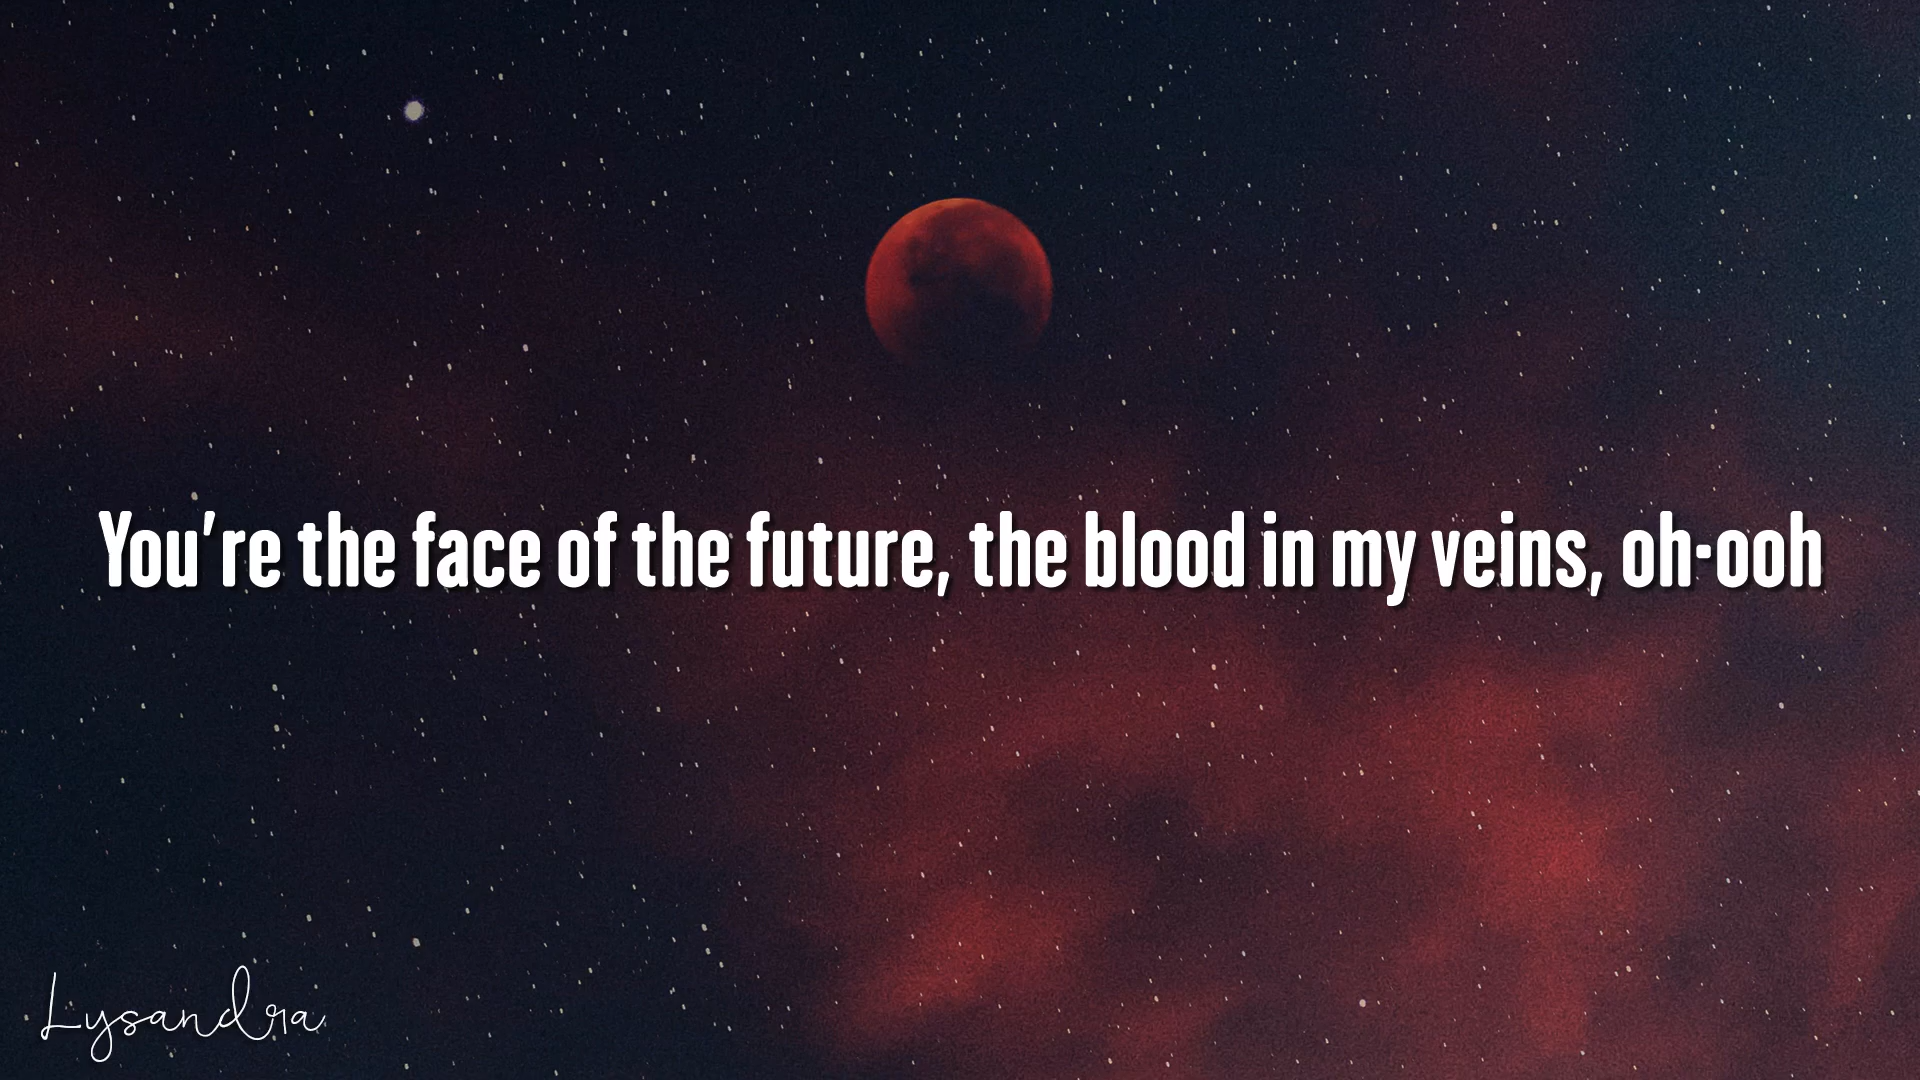 You're the face of the future, the blood in my veins, oh-ooh
Lysandra